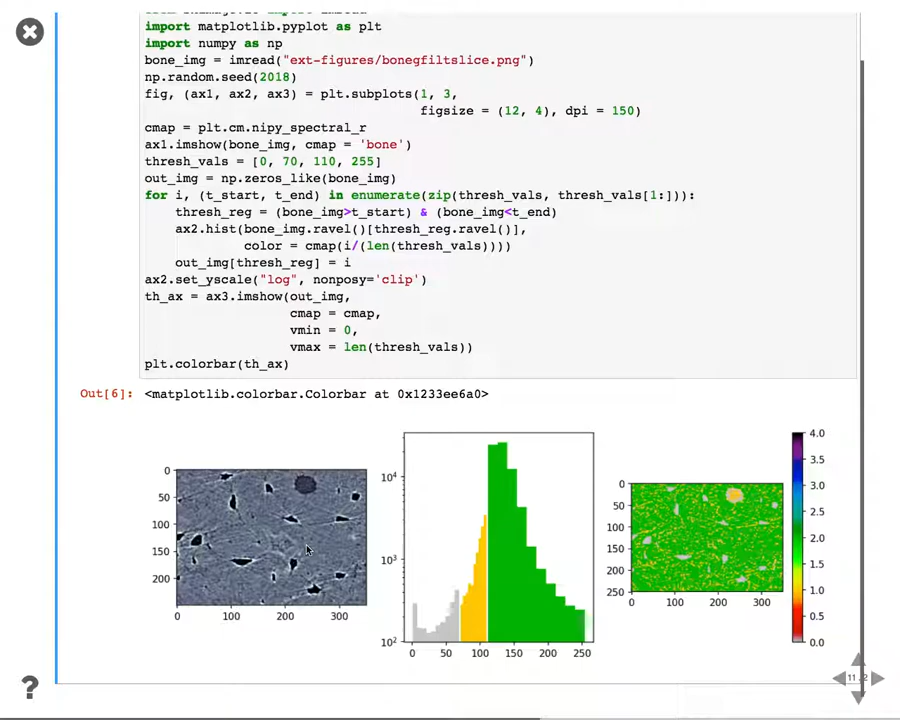 import matplotlib.pyplot as plt
import numpy as np
bone_img = imread("ext-figures/bonegfiltslice.png")
np.random.seed(2018)
fig, (ax1, ax2, ax3) = plt.subplots(1, 3,
figsize = (12, 4), dpi = 150)
cmap = plt.cm.nipy_spectral_r
ax1.imshow(bone_img, cmap = 'bone')
thresh_vals = [0, 70, 110, 255]
out_img = np.zeros_like(bone_img)
for i, (t_start, t_end) in enumerate(zip(thresh_vals, thresh_vals[1:])):
thresh_reg = (bone_img>t_start) & (bone_img<t_end)
ax2.hist(bone_img.ravel()[thresh_reg.ravel()],
color = cmap(i/(len(thresh_vals))))
out_img[thresh_reg] = i
ax2.set_yscale("log", nonposy='clip')
th_ax = ax3.imshow(out_img,
cmap = cmap,
vmin = 0,
vmax = len(thresh_vals))
plt.colorbar(th_ax)
Out[6]: <matplotlib.colorbar.Colorbar at 0x1233ee6a0>
0
50
100
150
200
0 100 200 300
10^4
10^3
10^2
0 50 100 150 200 250
0
50
100
150
200
250
0 100 200 300
4.0
3.5
3.0
2.5
2.0
1.5
1.0
0.5
0.0
?